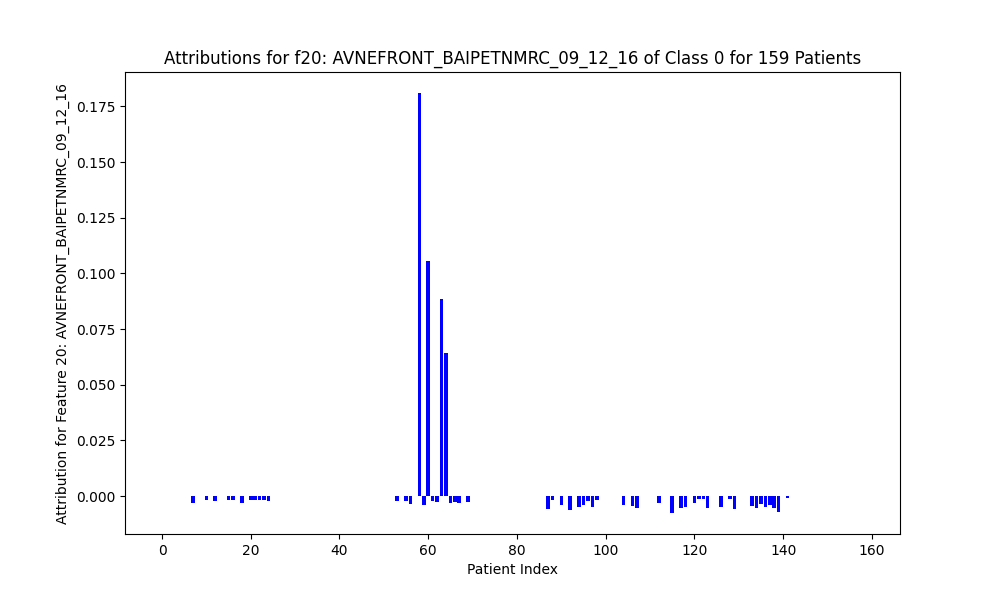 Attributions for f20: AVNEFRONT_BAIPETNMRC_09_12_16 of Class 0 for 159 Patients
Attribution for Feature 20: AVNEFRONT_BAIPETNMRC_09_12_16
0.175
0.150
0.125
0.100
0.075
0.050
0.025
0.000
0 20 40 60 80 100 120 140 160
Patient Index